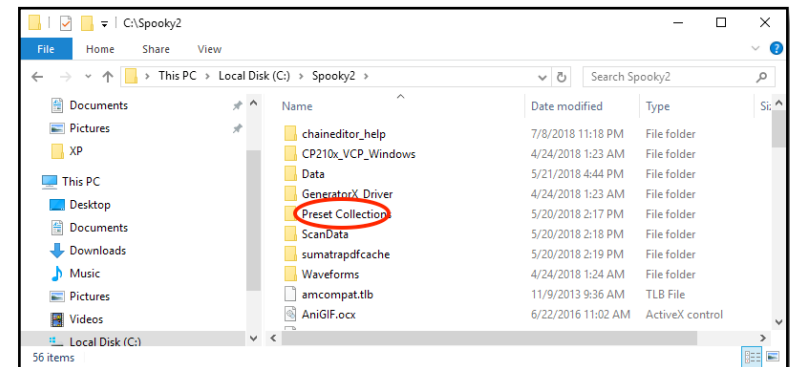 C:\Spooky2
File Home Share View
This PC > Local Disk (C:) > Spooky2 > Search Spooky2
Documents
Pictures
XP
This PC
Desktop
Documents
Downloads
Music
Pictures
Videos
Local Disk (C:)
Name Date modified Type
chaineditor_help 7/8/2018 11:18 PM File folder
CP210x_VCP_Windows 4/24/2018 1:23 AM File folder
Data 5/21/2018 4:44 PM File folder
GeneratorX_Driver 4/24/2018 1:23 AM File folder
Preset Collections 5/20/2018 2:17 PM File folder
ScanData 5/20/2018 2:18 PM File folder
sumatrapdfcache 5/20/2018 2:19 PM File folder
Waveforms 4/24/2018 1:24 AM File folder
amcompat.tlb 11/9/2013 9:36 AM TLB File
AniGIF.ocx 6/22/2016 11:02 AM ActiveX control
56 items